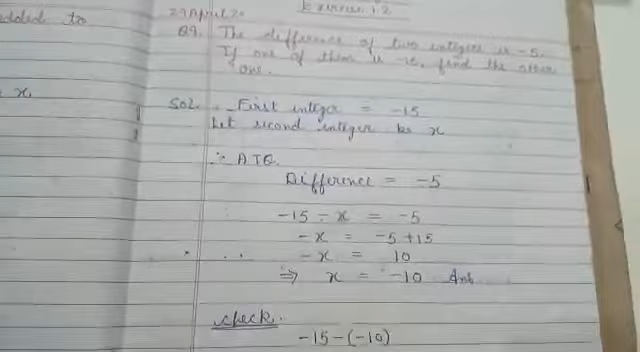 added to
29 April 20
Exercise 1.2
Q9. The difference of two integers is -5.
If one of them is -15, find the other
one.
x.
Sol. First integer = -15
Let second integer be x
∴ ATQ.
Difference = -5
-15 - x = -5
-x = -5+15
-x = 10
⇒ x = -10 Ans
Check.
-15-(-10)